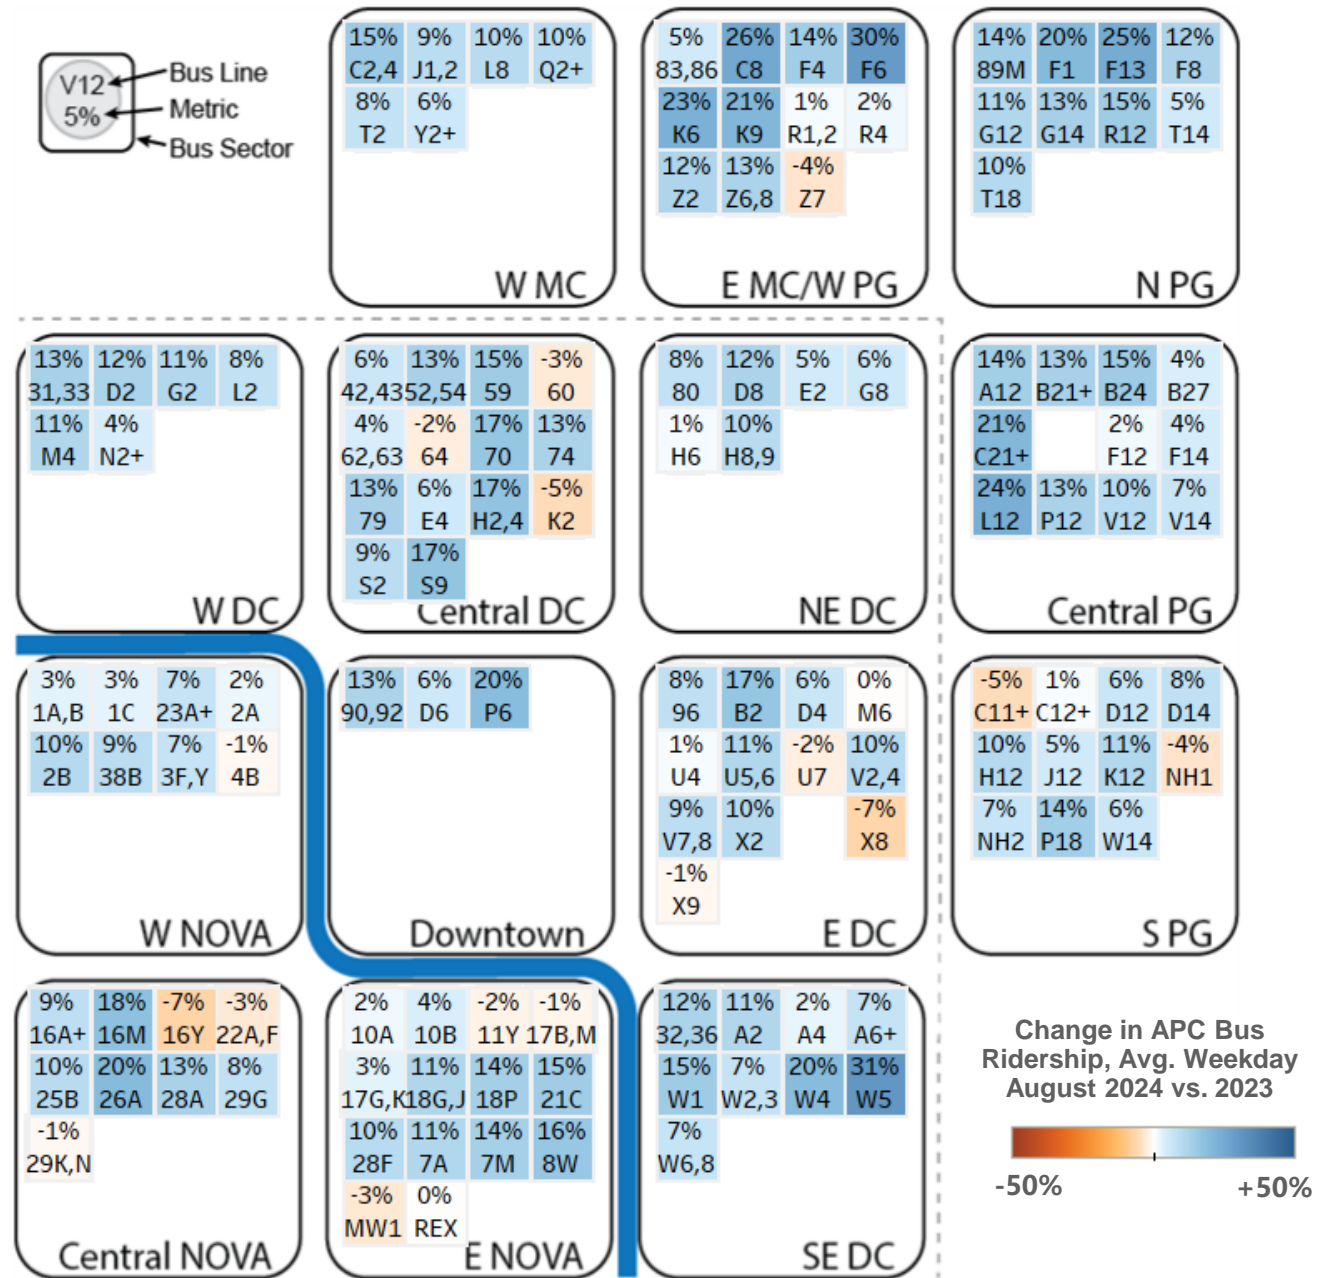 V12
5%
Bus Line
Metric
Bus Sector
15% 9% 10% 10%
C2,4 J1,2 L8 Q2+
8% 6%
T2 Y2+
W MC
5% 26% 14% 30%
83,86 C8 F4 F6
23% 21% 1% 2%
K6 K9 R1,2 R4
12% 13% -4%
Z2 Z6,8 Z7
E MC/W PG
14% 20% 25% 12%
89M F1 F13 F8
11% 13% 15% 5%
G12 G14 R12 T14
10%
T18
N PG
13% 12% 11% 8%
31,33 D2 G2 L2
11% 4%
M4 N2+
W DC
6% 13% 15% -3%
42,43 52,54 59 60
4% -2% 17% 13%
62,63 64 70 74
13% 6% 17% -5%
79 E4 H2,4 K2
9% 17%
S2 S9
Central DC
8% 12% 5% 6%
80 D8 E2 G8
1% 10%
H6 H8,9
NE DC
14% 13% 15% 4%
A12 B21+ B24 B27
21% 2% 4%
C21+ F12 F14
24% 13% 10% 7%
L12 P12 V12 V14
Central PG
3% 3% 7% 2%
1A,B 1C 23A+ 2A
10% 9% 7% -1%
2B 38B 3F,Y 4B
W NOVA
13% 6% 20%
90,92 D6 P6
Downtown
8% 17% 6% 0%
96 B2 D4 M6
1% 11% -2% 10%
U4 U5,6 U7 V2,4
9% 10% -7%
V7,8 X2 X8
-1%
X9
E DC
-5% 1% 6% 8%
C11+ C12+ D12 D14
10% 5% 11% -4%
H12 J12 K12 NH1
7% 14% 6%
NH2 P18 W14
S PG
9% 18% -7% -3%
16A+ 16M 16Y 22A,F
10% 20% 13% 8%
25B 26A 28A 29G
-1%
29K,N
Central NOVA
2% 4% -2% -1%
10A 10B 11Y 17B,M
3% 11% 14% 15%
17G,K 18G,J 18P 21C
10% 11% 14% 16%
28F 7A 7M 8W
-3% 0%
MW1 REX
E NOVA
12% 11% 2% 7%
32,36 A2 A4 A6+
15% 7% 20% 31%
W1 W2,3 W4 W5
7%
W6,8
SE DC
Change in APC Bus
Ridership, Avg. Weekday
August 2024 vs. 2023
-50% +50%